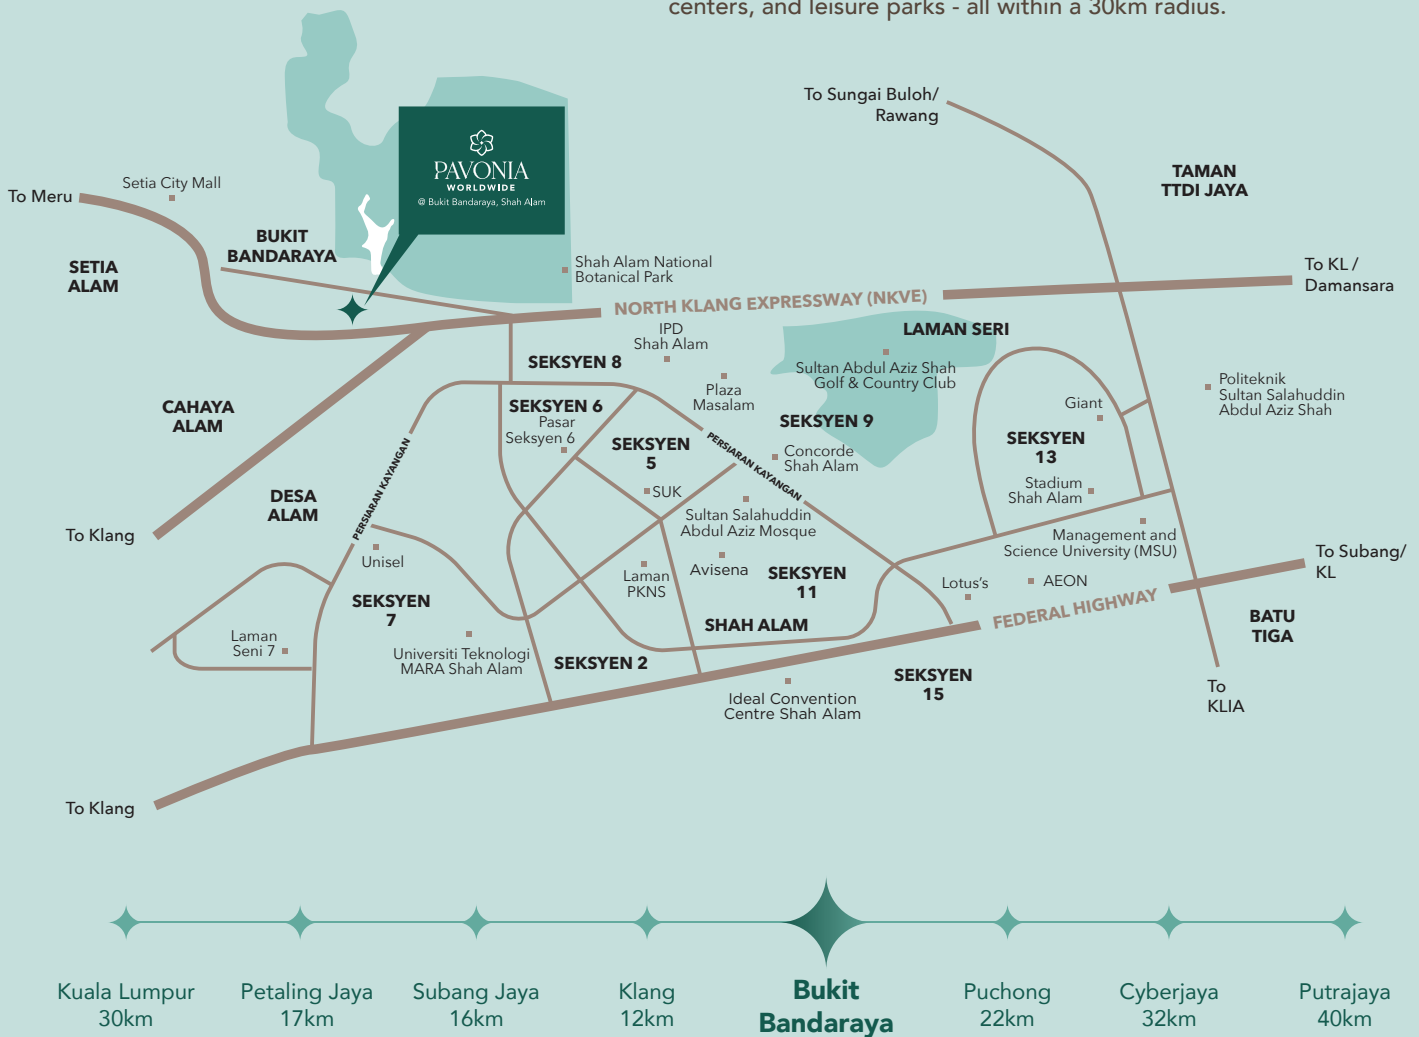 centers, and leisure parks - all within a 30km radius.
To Sungai Buloh/
Rawang
PAVONIA
WORLDWIDE
@ Bukit Bandaraya, Shah Alam
TAMAN
TTDI JAYA
Setia City Mall
To Meru
BUKIT
BANDARAYA
SETIA
ALAM
Shah Alam National
Botanical Park
To KL /
Damansara
NORTH KLANG EXPRESSWAY (NKVE)
LAMAN SERI
IPD
Shah Alam
SEKSYEN 8
Sultan Abdul Aziz Shah
Golf & Country Club
Plaza
Masalam
Politeknik
Sultan Salahuddin
Abdul Aziz Shah
CAHAYA
ALAM
SEKSYEN 6
Pasar
Seksyen 6
Giant
SEKSYEN 9
SEKSYEN
5
SEKSYEN
13
PERSIARAN KAYANGAN
PERSIARAN KAYANGAN
Concorde
Shah Alam
DESA
ALAM
SUK
Stadium
Shah Alam
Sultan Salahuddin
Abdul Aziz Mosque
To Klang
Management and
Science University (MSU)
Unisel
To Subang/
KL
Laman
PKNS
Avisena
SEKSYEN
11
Lotus's
AEON
SEKSYEN
7
FEDERAL HIGHWAY
BATU
TIGA
SHAH ALAM
Laman
Seni 7
Universiti Teknologi
MARA Shah Alam
SEKSYEN 2
SEKSYEN
15
Ideal Convention
Centre Shah Alam
To
KLIA
To Klang
Kuala Lumpur
30km
Petaling Jaya
17km
Subang Jaya
16km
Klang
12km
Bukit
Bandaraya
Puchong
22km
Cyberjaya
32km
Putrajaya
40km